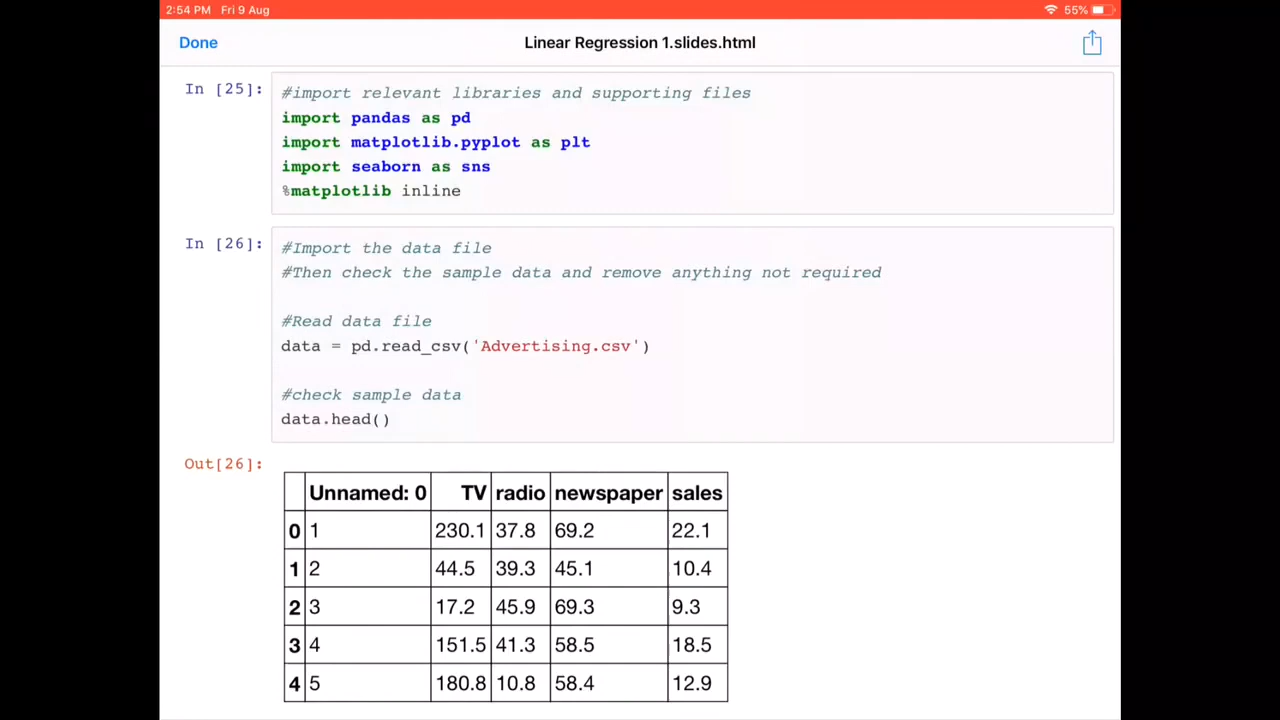 2:54 PM Fri 9 Aug 55%
Done Linear Regression 1.slides.html
In [25]: #import relevant libraries and supporting files
import pandas as pd
import matplotlib.pyplot as plt
import seaborn as sns
%matplotlib inline
In [26]: #Import the data file
#Then check the sample data and remove anything not required
#Read data file
data = pd.read_csv('Advertising.csv')
#check sample data
data.head()
Out[26]:
Unnamed: 0 TV radio newspaper sales
0 1 230.1 37.8 69.2 22.1
1 2 44.5 39.3 45.1 10.4
2 3 17.2 45.9 69.3 9.3
3 4 151.5 41.3 58.5 18.5
4 5 180.8 10.8 58.4 12.9